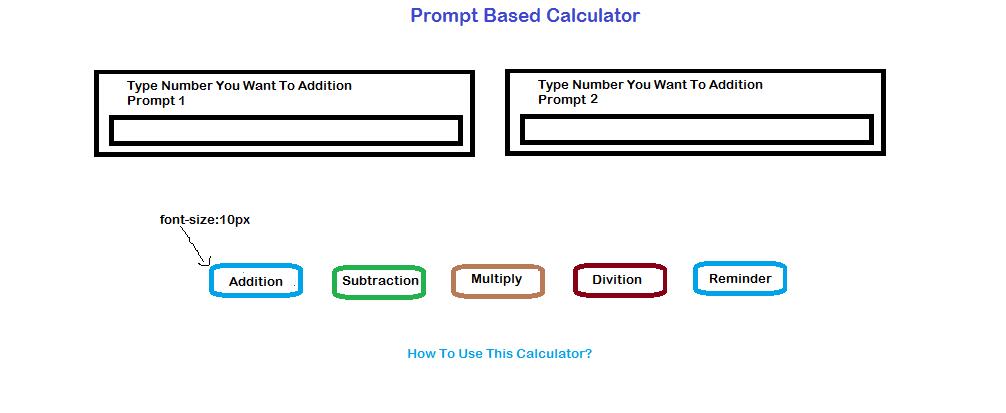 Prompt Based Calculator
Type Number You Want To Addition
Prompt 1
Type Number You Want To Addition
Prompt 2
font-size:10px
Addition
Subtraction
Multiply
Divition
Reminder
How To Use This Calculator?